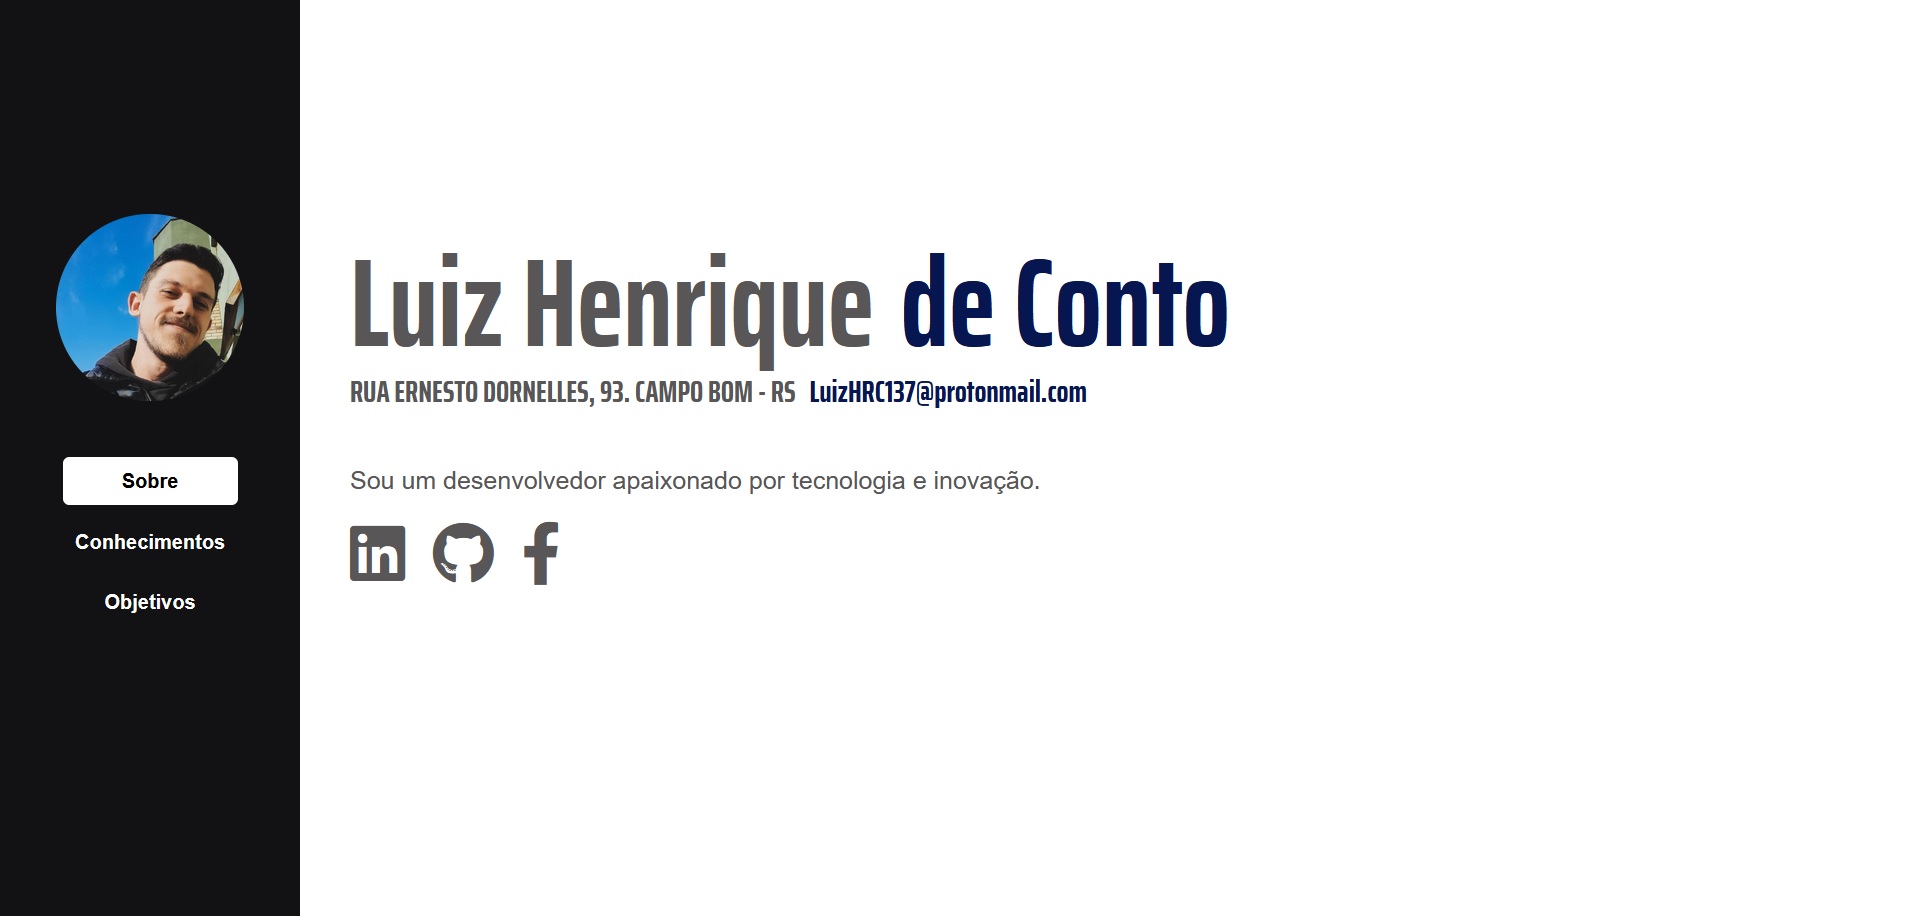 Sobre
Conhecimentos
Objetivos
Luiz Henrique de Conto
RUA ERNESTO DORNELLES, 93. CAMPO BOM - RS LuizHRC137@protonmail.com
Sou um desenvolvedor apaixonado por tecnologia e inovação.
in